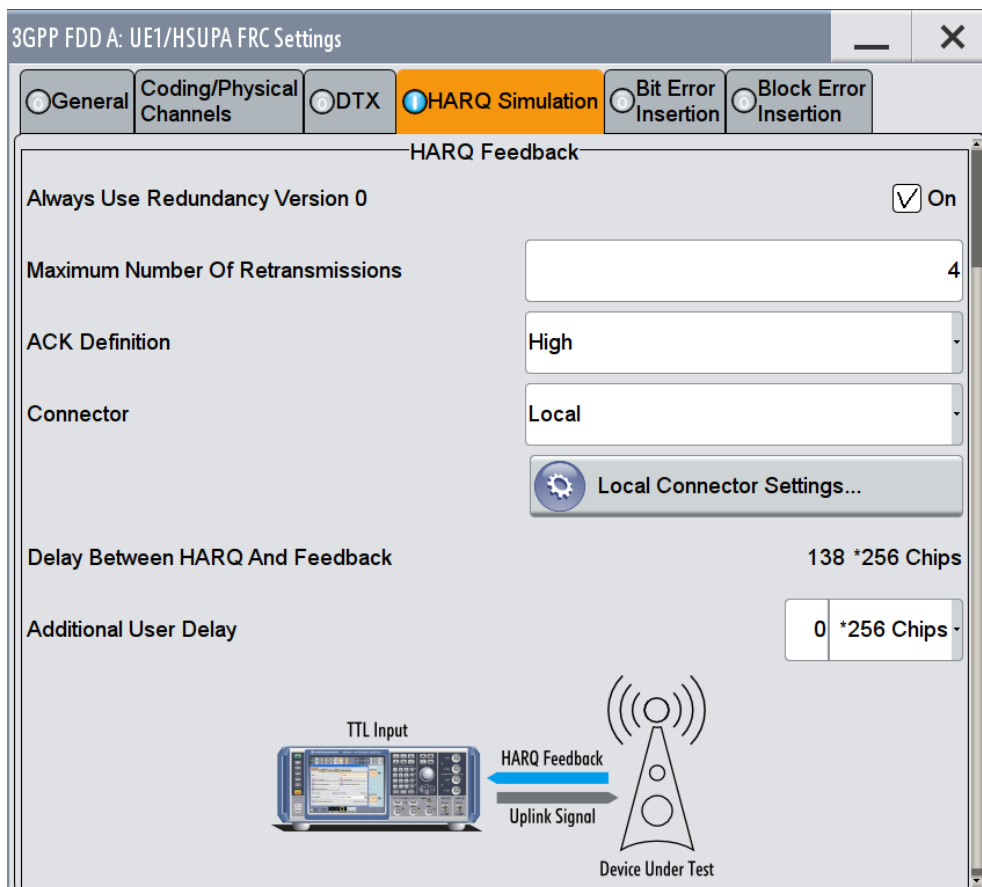 3GPP FDD A: UE1/HSUPA FRC Settings
General
Coding/Physical
Channels
DTX
HARQ Simulation
Bit Error
Insertion
Block Error
Insertion
HARQ Feedback
Always Use Redundancy Version 0
On
Maximum Number Of Retransmissions
4
ACK Definition
High
Connector
Local
Local Connector Settings...
Delay Between HARQ And Feedback
138 *256 Chips
Additional User Delay
0 *256 Chips
TTL Input
HARQ Feedback
Uplink Signal
Device Under Test